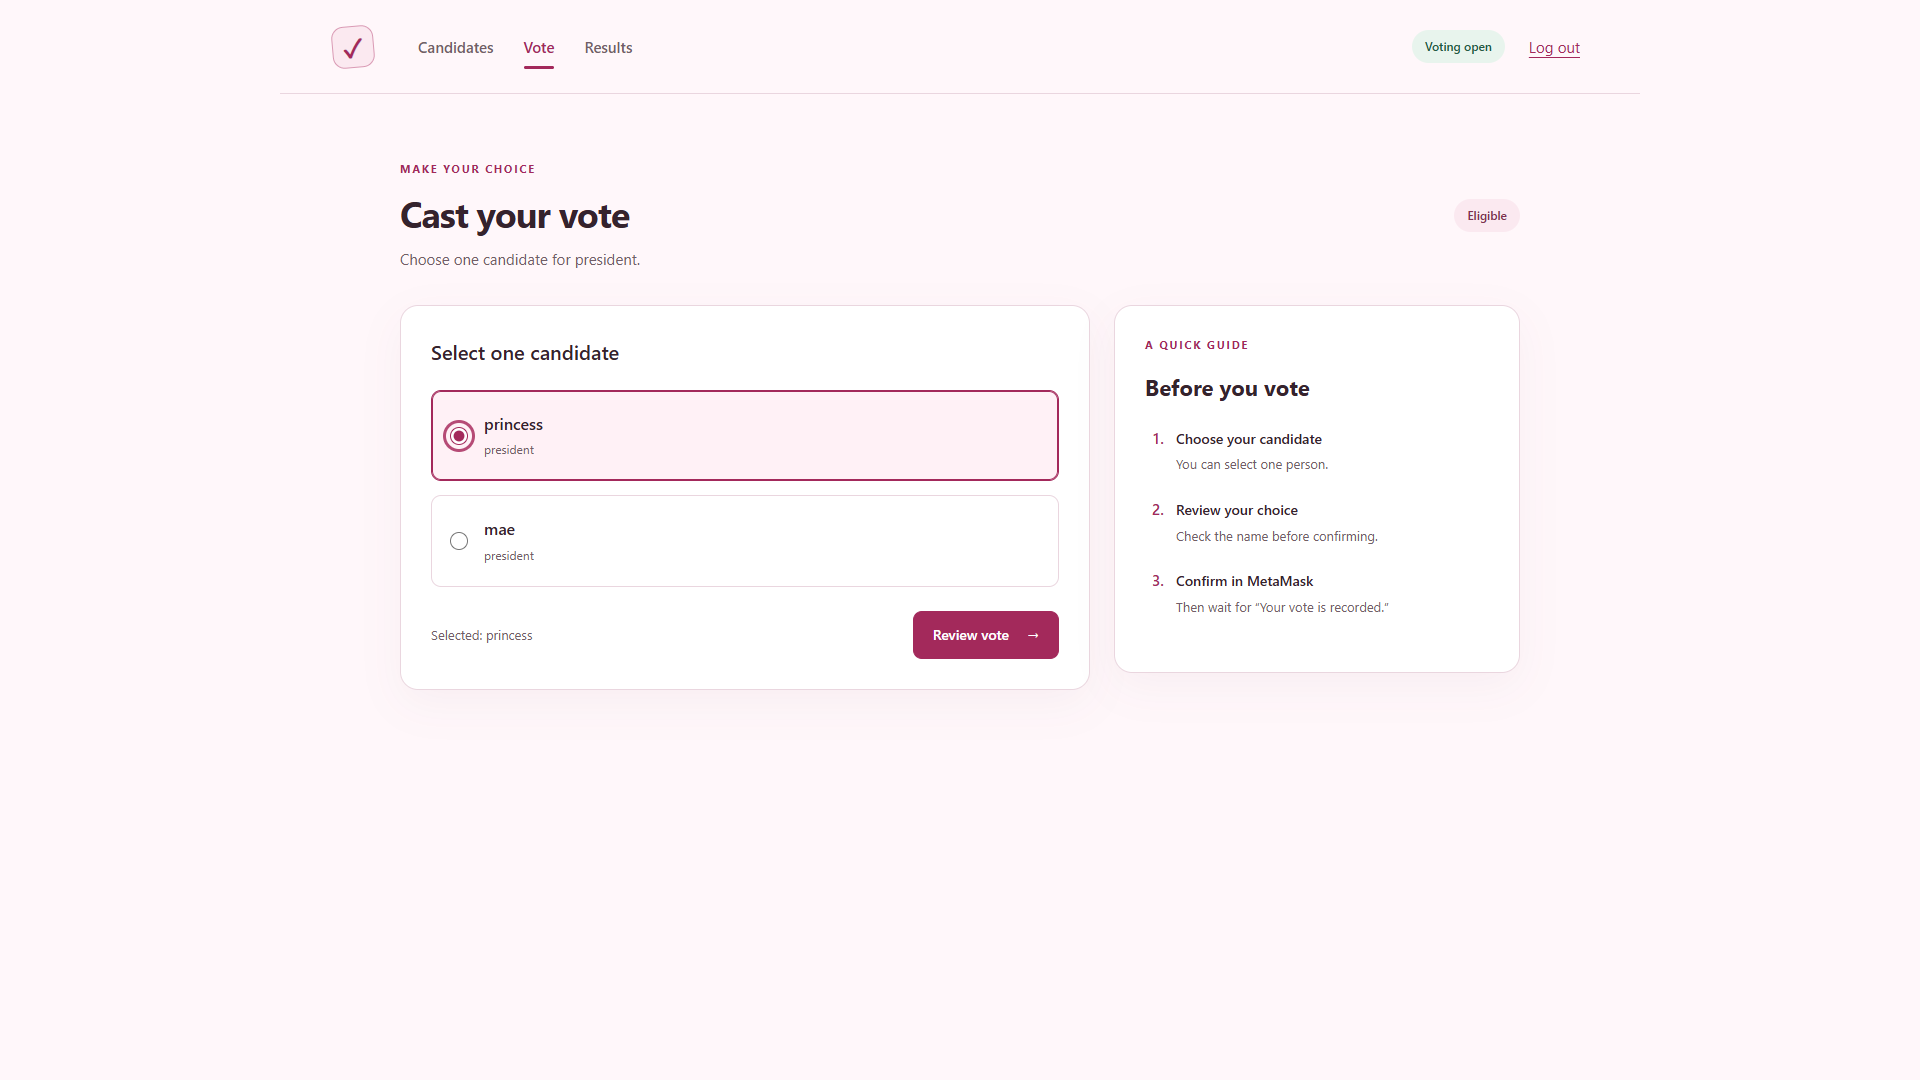 Candidates
Vote
Results
Voting open
Log out
MAKE YOUR CHOICE
Cast your vote
Eligible
Choose one candidate for president.
Select one candidate
princess
president
mae
president
Selected: princess
Review vote →
A QUICK GUIDE
Before you vote
1. Choose your candidate
You can select one person.
2. Review your choice
Check the name before confirming.
3. Confirm in MetaMask
Then wait for “Your vote is recorded.”